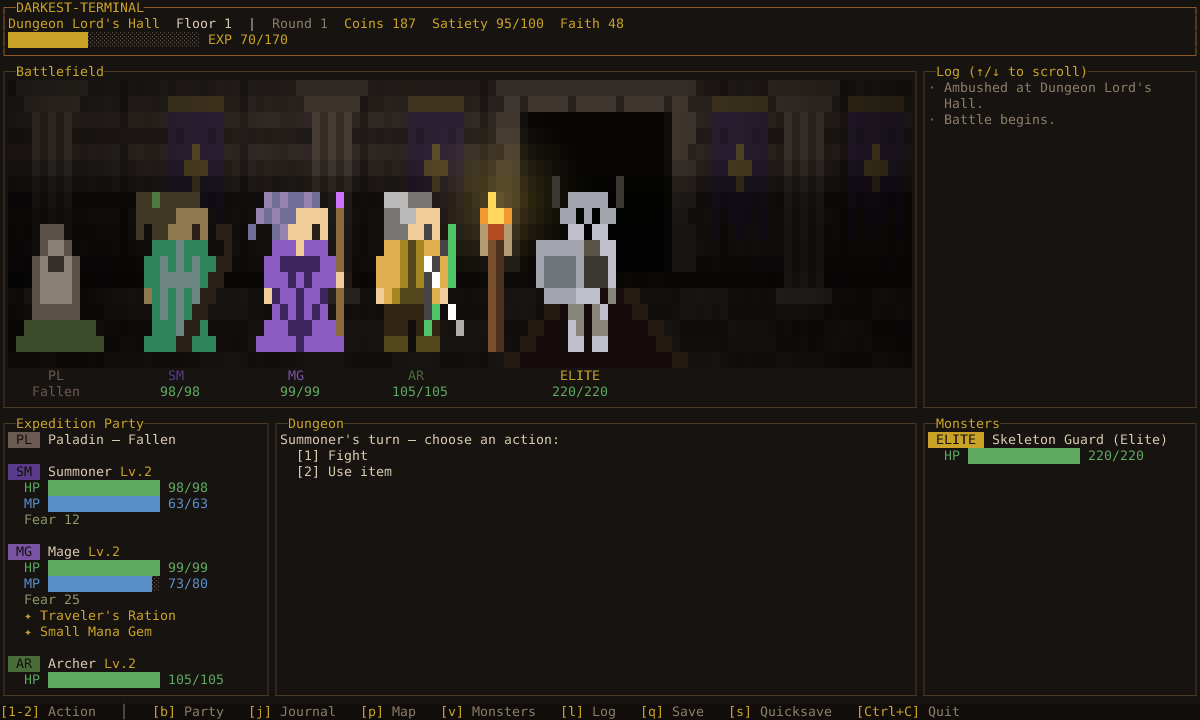 DARKEST-TERMINAL
Dungeon Lord's Hall  Floor 1  |  Round 1  Coins 187  Satiety 95/100  Faith 48
EXP 70/170
Battlefield
PL  SM  MG  AR  ELITE
Fallen  98/98  99/99  105/105  220/220
Log (↑/↓ to scroll)
· Ambushed at Dungeon Lord's
Hall.
· Battle begins.
Expedition Party
PL  Paladin — Fallen
SM  Summoner Lv.2
HP  98/98
MP  63/63
Fear 12
MG  Mage Lv.2
HP  99/99
MP  73/80
Fear 25
✦ Traveler's Ration
✦ Small Mana Gem
AR  Archer Lv.2
HP  105/105
Dungeon
Summoner's turn — choose an action:
[1] Fight
[2] Use item
Monsters
ELITE  Skeleton Guard (Elite)
HP  220/220
[1-2] Action  |  [b] Party  [j] Journal  [p] Map  [v] Monsters  [l] Log  [q] Save  [s] Quicksave  [Ctrl+C] Quit